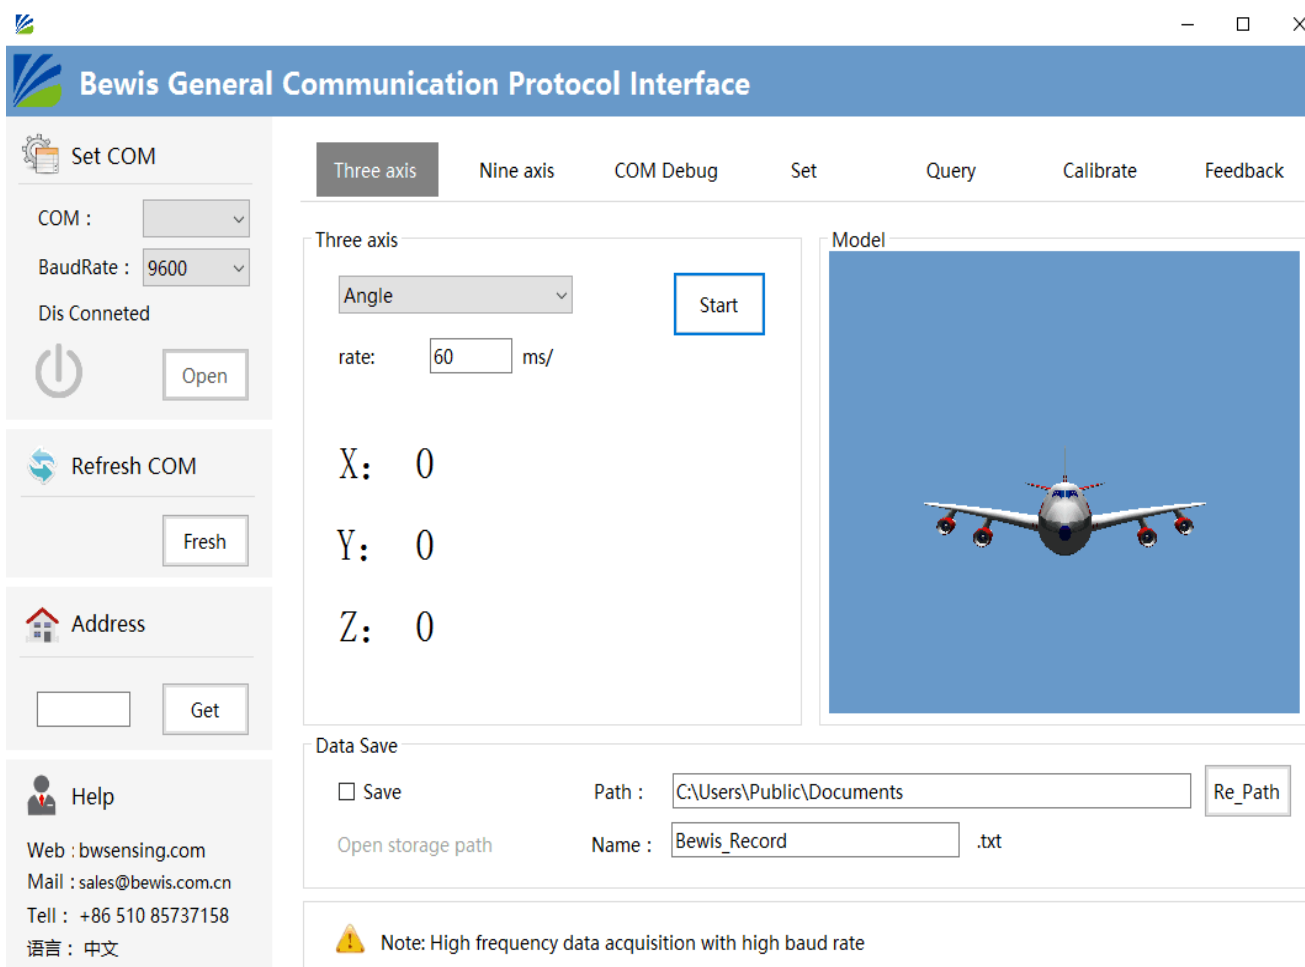 Bewis General Communication Protocol Interface
Set COM
COM :
BaudRate : 9600
Dis Conneted
Open
Refresh COM
Fresh
Address
Get
Help
Web : bwsensing.com
Mail : sales@bewis.com.cn
Tell : +86 510 85737158
语言： 中文
Three axis Nine axis COM Debug Set Query Calibrate Feedback
Three axis
Angle
Start
rate: 60 ms/
X: 0
Y: 0
Z: 0
Model
Data Save
Save
Path : C:\Users\Public\Documents Re_Path
Open storage path
Name : Bewis_Record .txt
Note: High frequency data acquisition with high baud rate